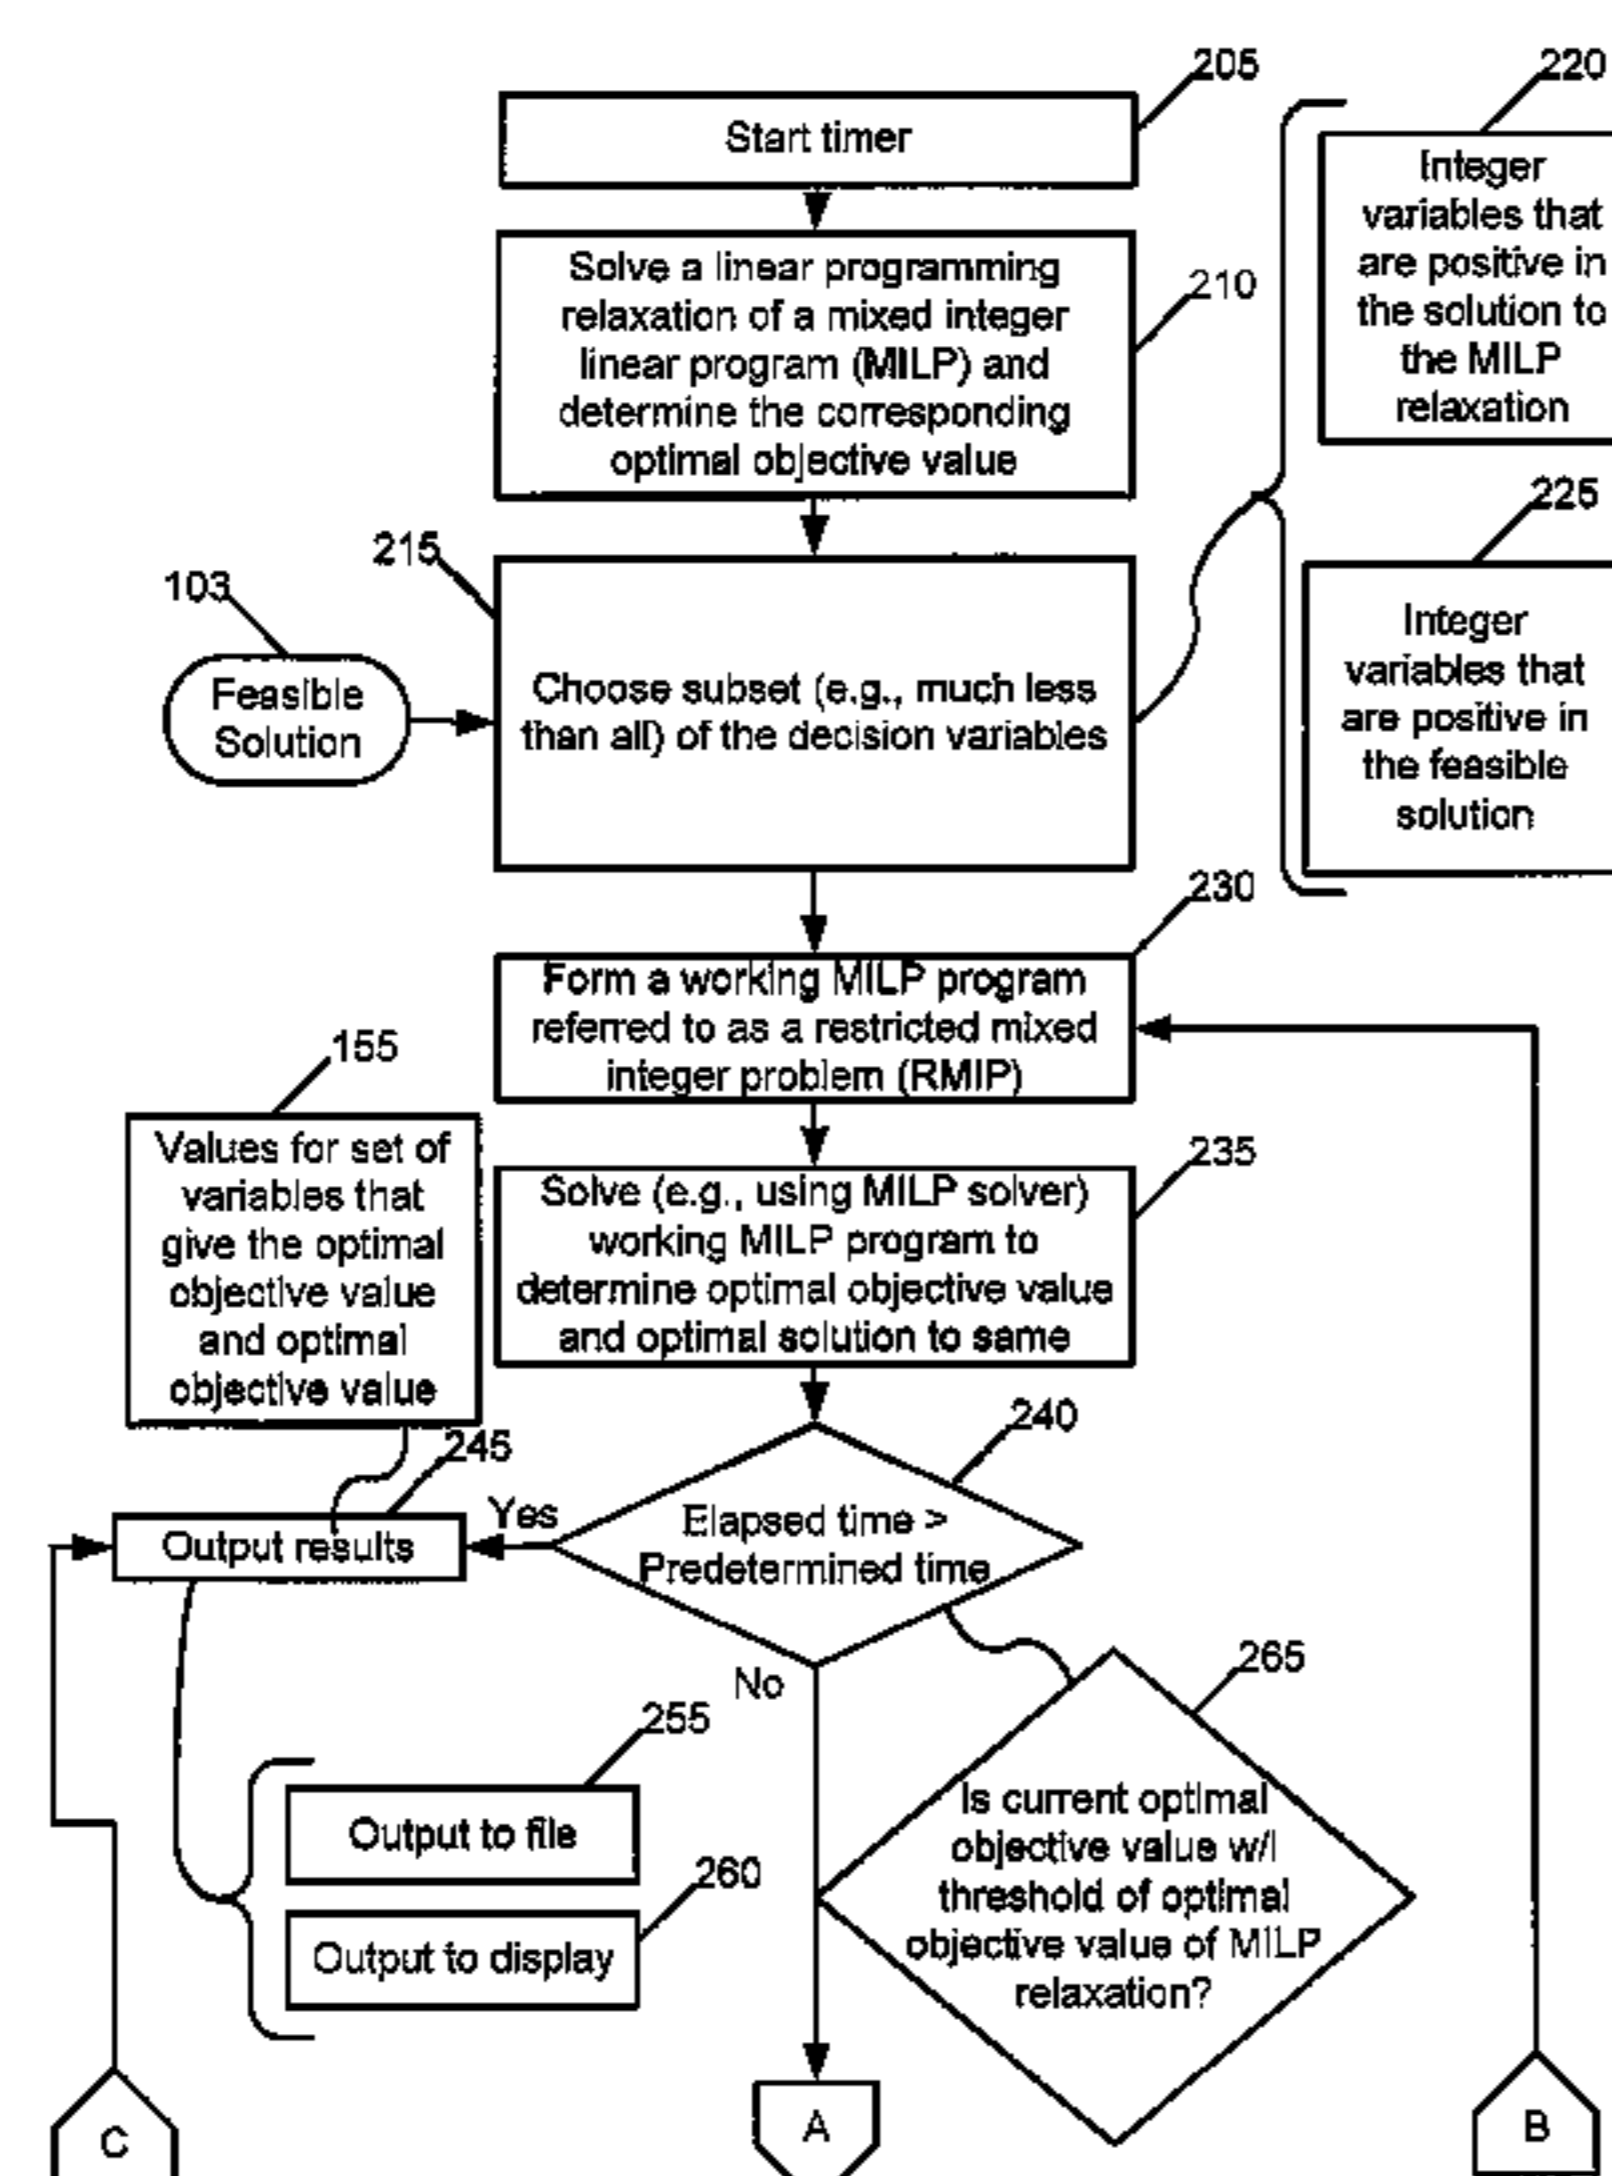 205
Start timer
220
Integer
variables that
are positive in
the solution to
the MILP
relaxation
210
Solve a linear programming
relaxation of a mixed integer
linear program (MILP) and
determine the corresponding
optimal objective value
225
Integer
variables that
are positive in
the feasible
solution
215
103
Feasible
Solution
Choose subset (e.g., much less
than all) of the decision variables
230
Form a working MILP program
referred to as a restricted mixed
integer problem (RMIP)
155
Values for set of
variables that
give the optimal
objective value
and optimal
objective value
235
Solve (e.g., using MILP solver)
working MILP program to
determine optimal objective value
and optimal solution to same
240
Elapsed time >
Predetermined time
245
Yes
Output results
No
265
Is current optimal
objective value w/I
threshold of optimal
objective value of MILP
relaxation?
255
Output to file
260
Output to display
C
A
B